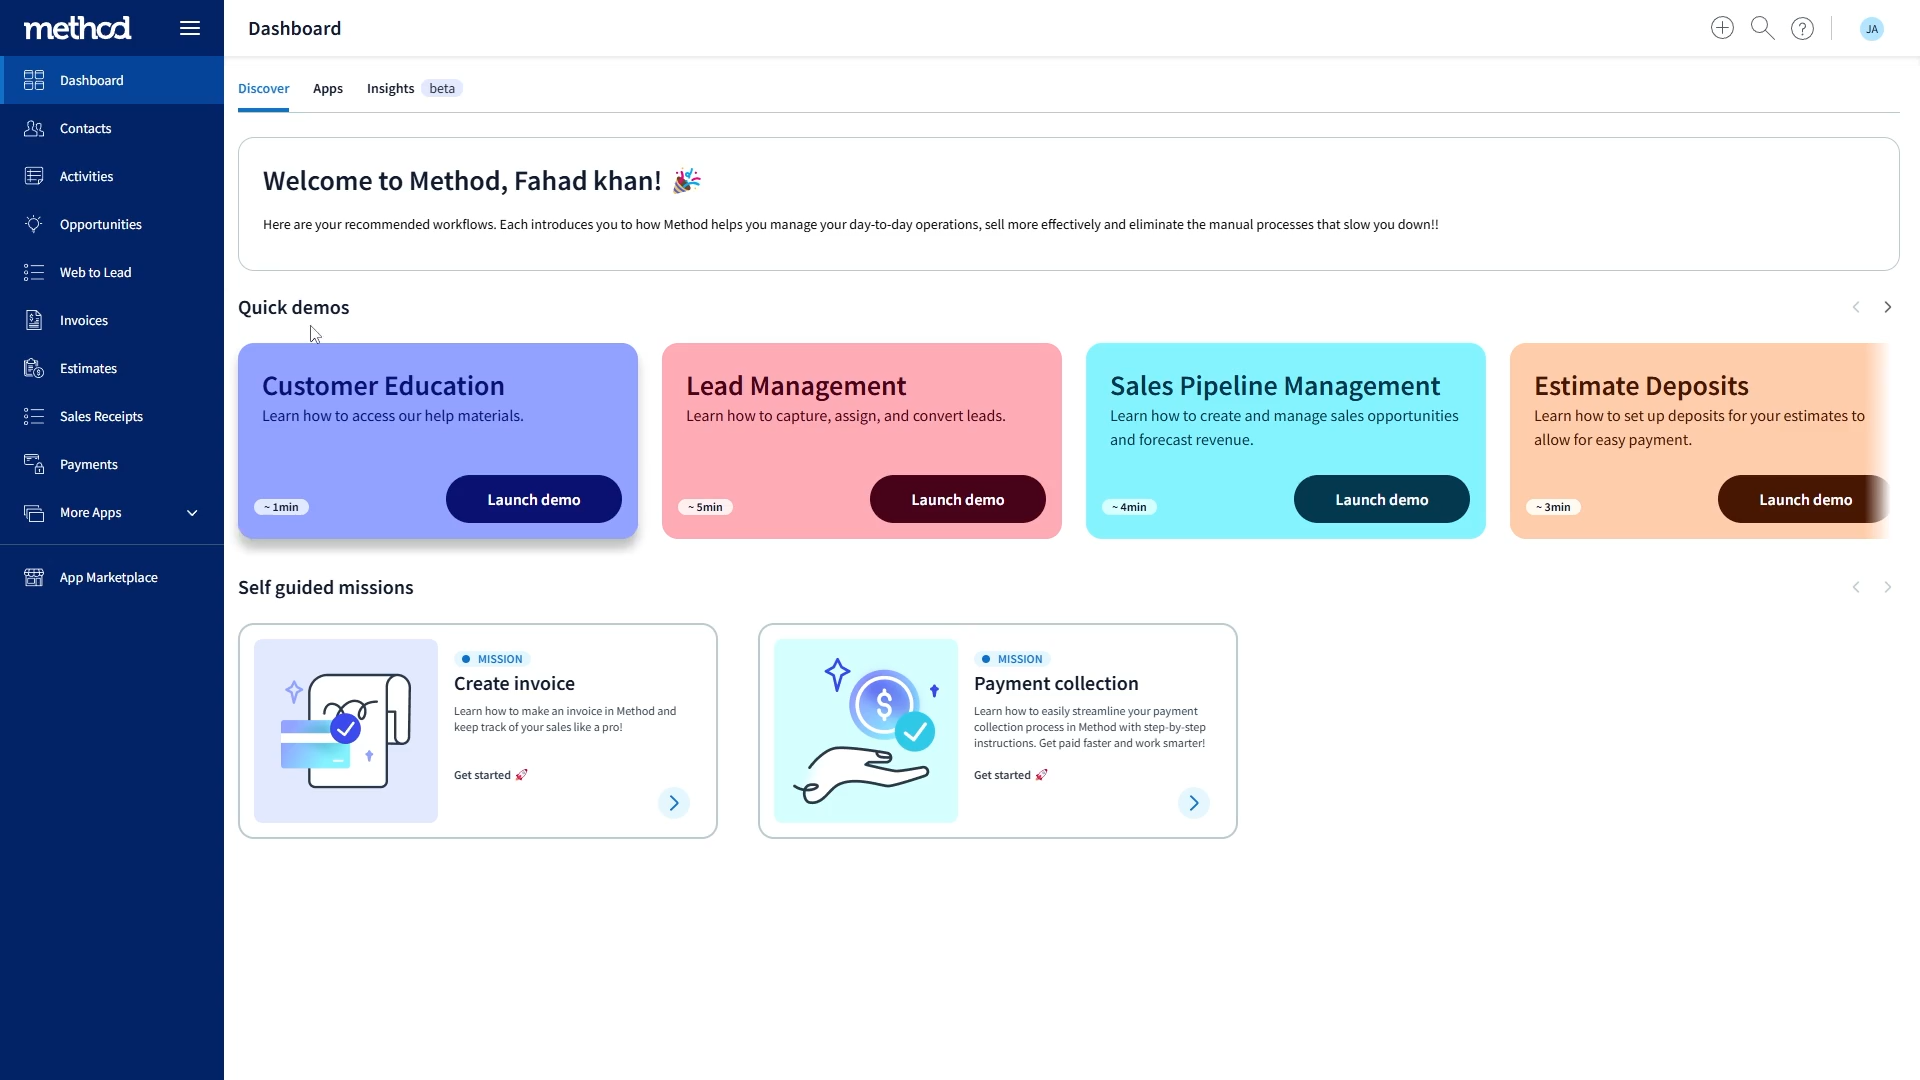 method
Dashboard
JA
Dashboard
Contacts
Activities
Opportunities
Web to Lead
Invoices
Estimates
Sales Receipts
Payments
More Apps
App Marketplace
Discover
Apps
Insights beta
Welcome to Method, Fahad khan! 🎉
Here are your recommended workflows. Each introduces you to how Method helps you manage your day-to-day operations, sell more effectively and eliminate the manual processes that slow you down!!
Quick demos
Customer Education
Learn how to access our help materials.
~ 1min
Launch demo
Lead Management
Learn how to capture, assign, and convert leads.
~ 5min
Launch demo
Sales Pipeline Management
Learn how to create and manage sales opportunities
and forecast revenue.
~ 4min
Launch demo
Estimate Deposits
Learn how to set up deposits for your estimates to
allow for easy payment.
~ 3min
Launch demo
Self guided missions
MISSION
Create invoice
Learn how to make an invoice in Method and
keep track of your sales like a pro!
Get started 🚀
MISSION
Payment collection
Learn how to easily streamline your payment
collection process in Method with step-by-step
instructions. Get paid faster and work smarter!
Get started 🚀